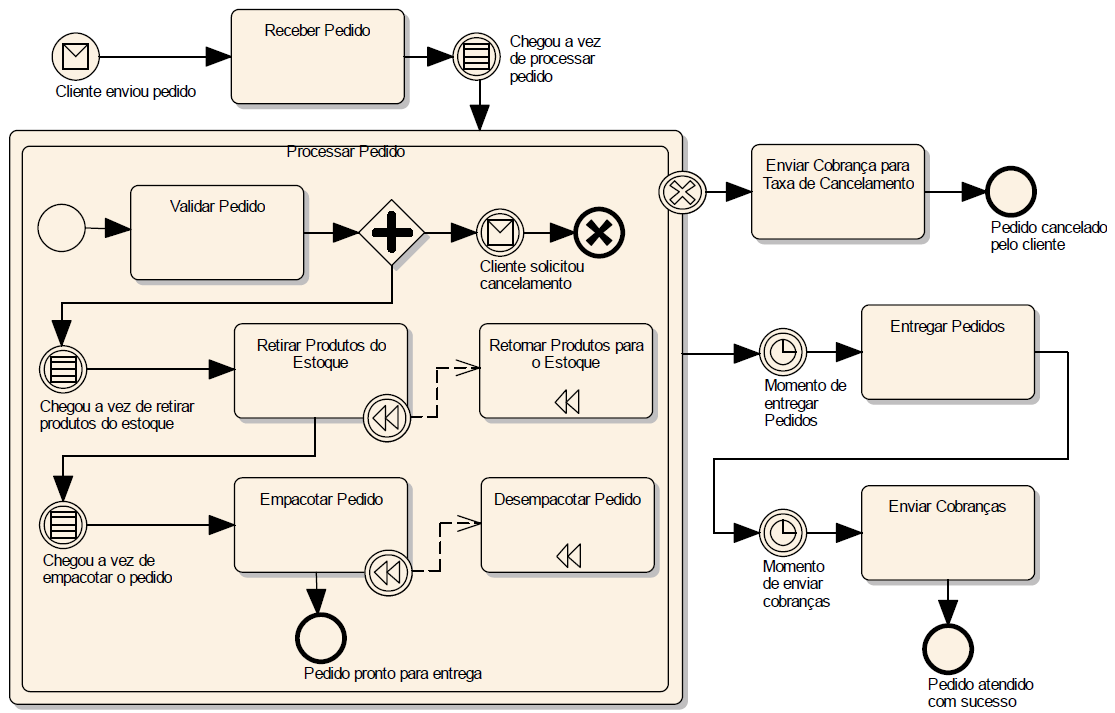 Receber Pedido
Cliente enviou pedido
Chegou a vez
de processar
pedido
Processar Pedido
Validar Pedido
Cliente solicitou
cancelamento
Enviar Cobrança para
Taxa de Cancelamento
Pedido cancelado
pelo cliente
Chegou a vez de retirar
produtos do estoque
Retirar Produtos do
Estoque
Retornar Produtos para
o Estoque
Momento de
entregar
Pedidos
Entregar Pedidos
Chegou a vez de
empacotar o pedido
Empacotar Pedido
Desempacotar Pedido
Pedido pronto para entrega
Momento
de enviar
cobranças
Enviar Cobranças
Pedido atendido
com sucesso